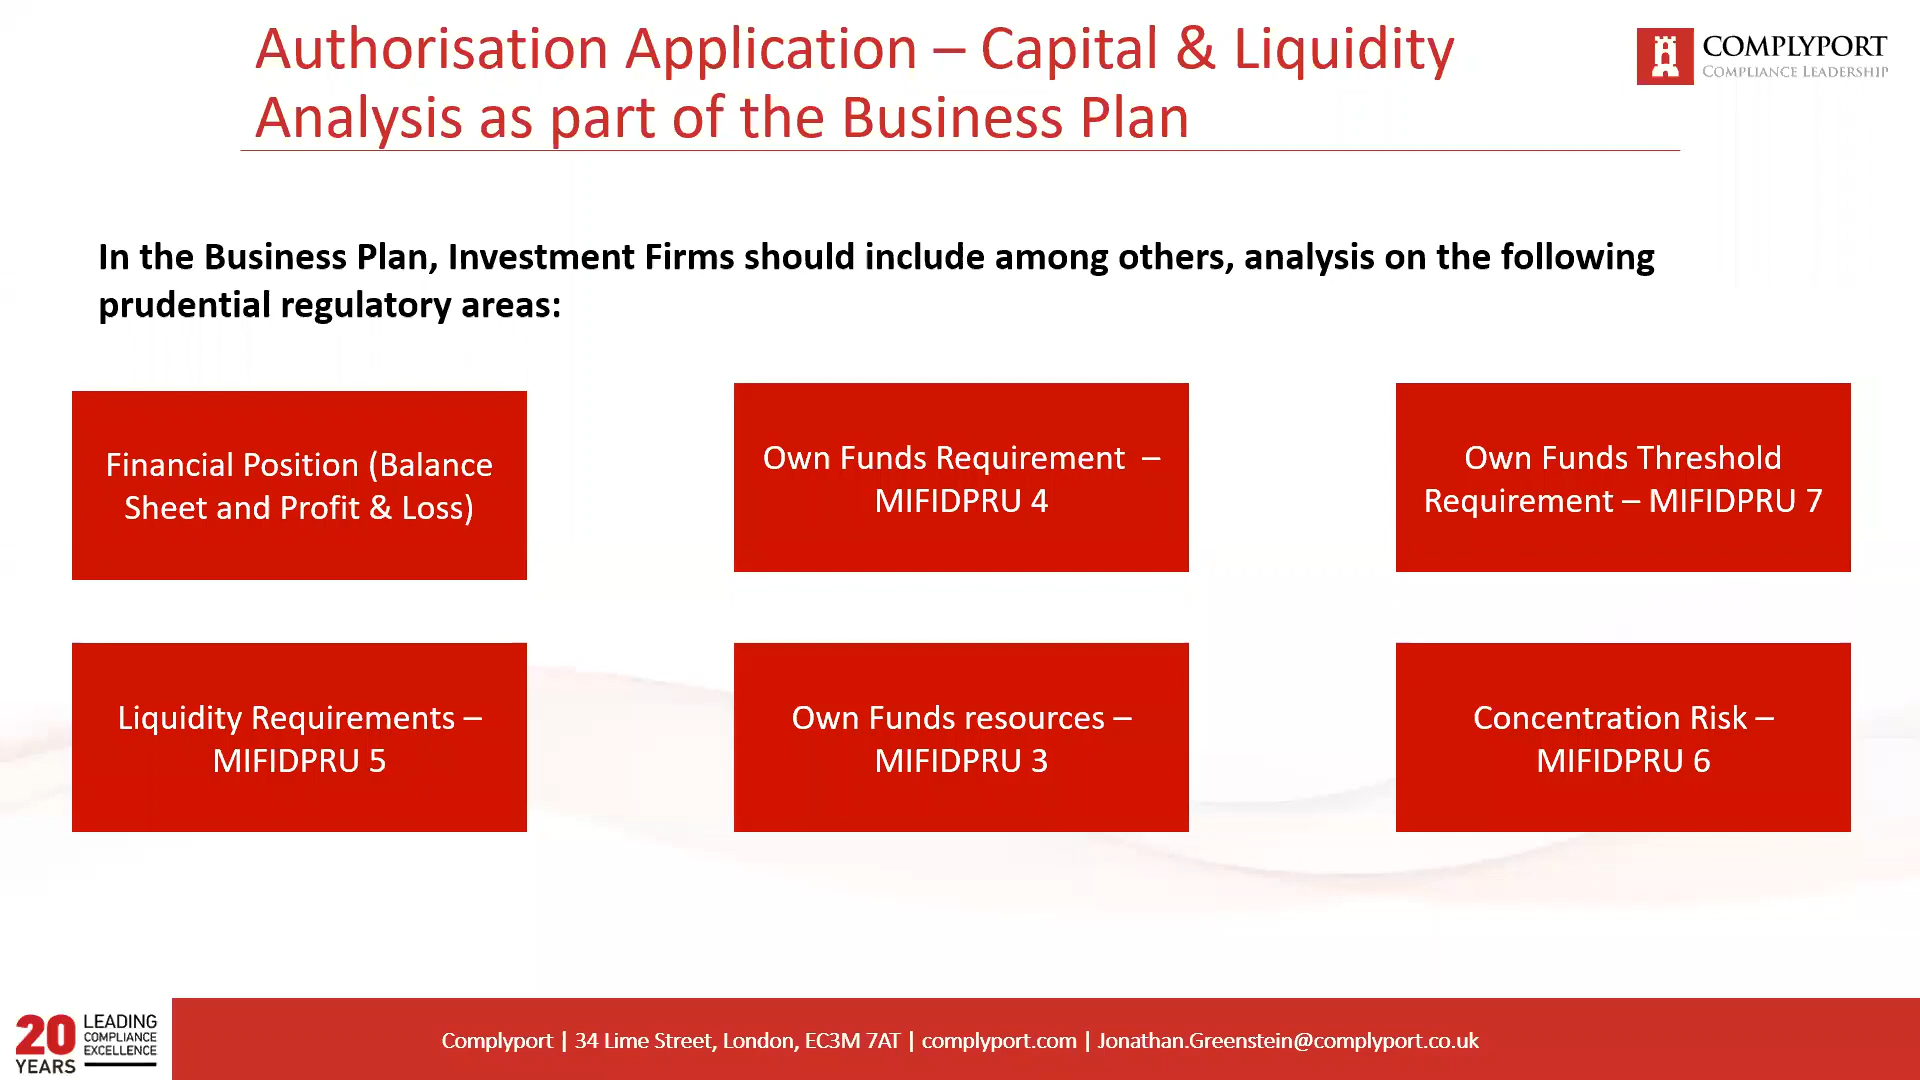 Authorisation Application – Capital & Liquidity
Analysis as part of the Business Plan
COMPLYPORT
COMPLIANCE LEADERSHIP
In the Business Plan, Investment Firms should include among others, analysis on the following
prudential regulatory areas:
Financial Position (Balance
Sheet and Profit & Loss)
Own Funds Requirement –
MIFIDPRU 4
Own Funds Threshold
Requirement – MIFIDPRU 7
Liquidity Requirements –
MIFIDPRU 5
Own Funds resources –
MIFIDPRU 3
Concentration Risk –
MIFIDPRU 6
20
YEARS
LEADING
COMPLIANCE
EXCELLENCE
Complyport | 34 Lime Street, London, EC3M 7AT | complyport.com | Jonathan.Greenstein@complyport.co.uk